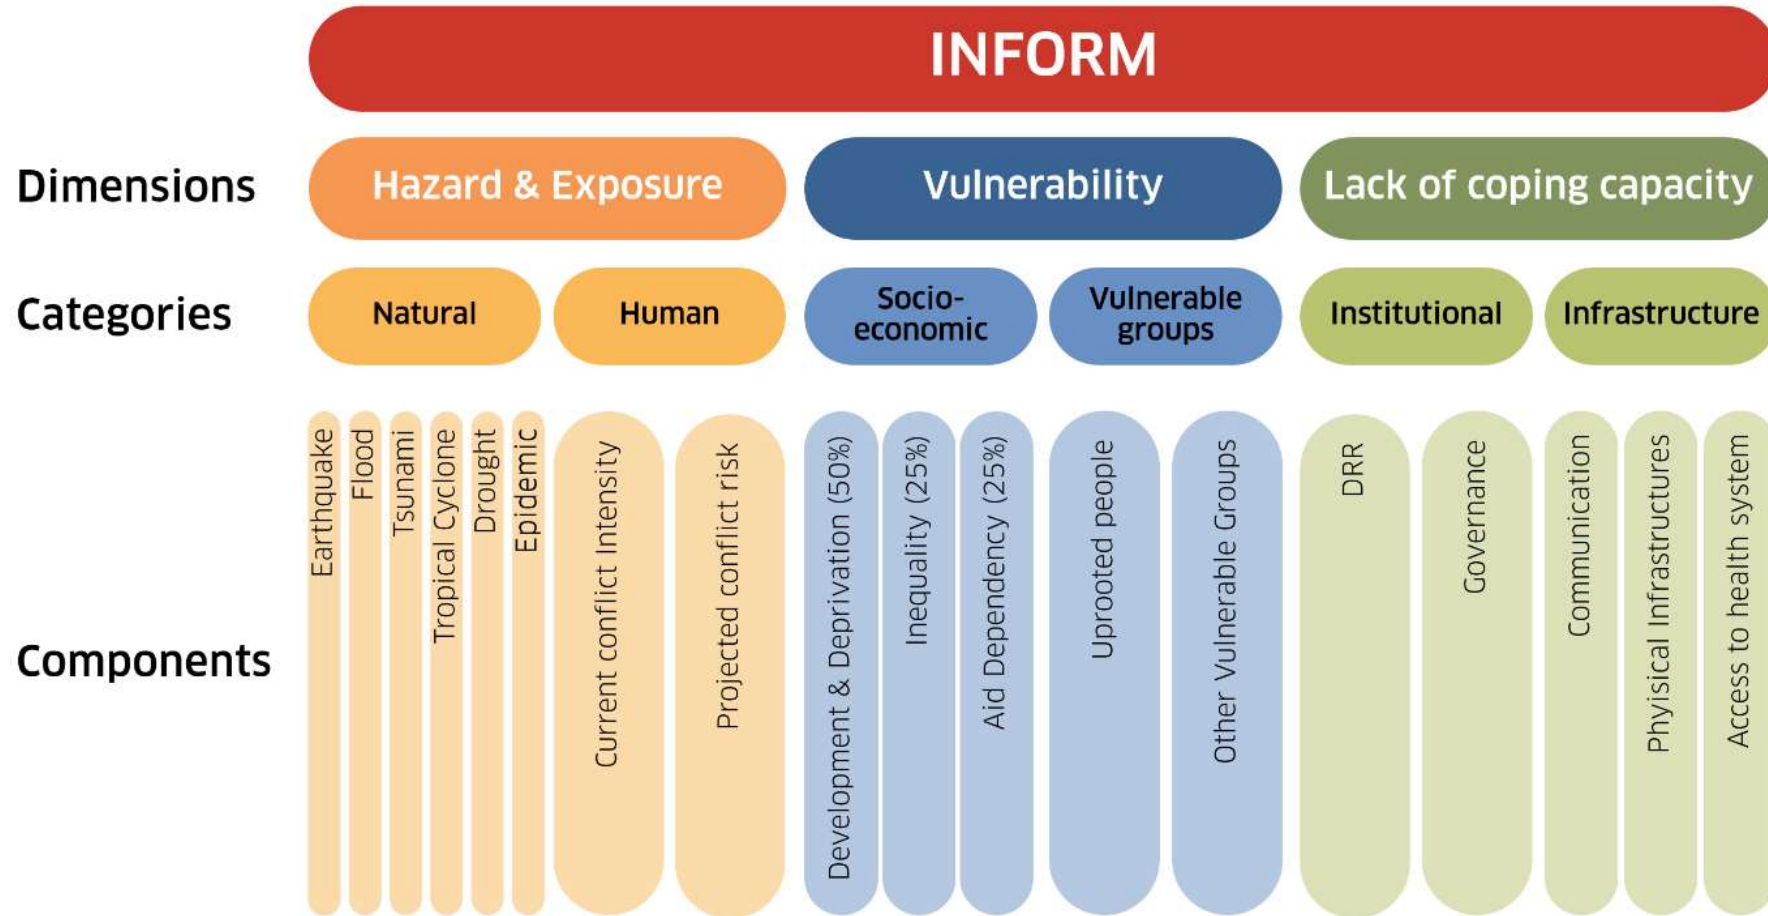 INFORM
Dimensions
Hazard & Exposure
Vulnerability
Lack of coping capacity
Categories
Natural
Human
Socio-
economic
Vulnerable
groups
Institutional
Infrastructure
Components
Earthquake
Flood
Tsunami
Tropical Cyclone
Drought
Epidemic
Current conflict Intensity
Projected conflict risk
Development & Deprivation (50%)
Inequality (25%)
Aid Dependency (25%)
Uprooted people
Other Vulnerable Groups
DRR
Governance
Communication
Phyisical Infrastructures
Access to health system